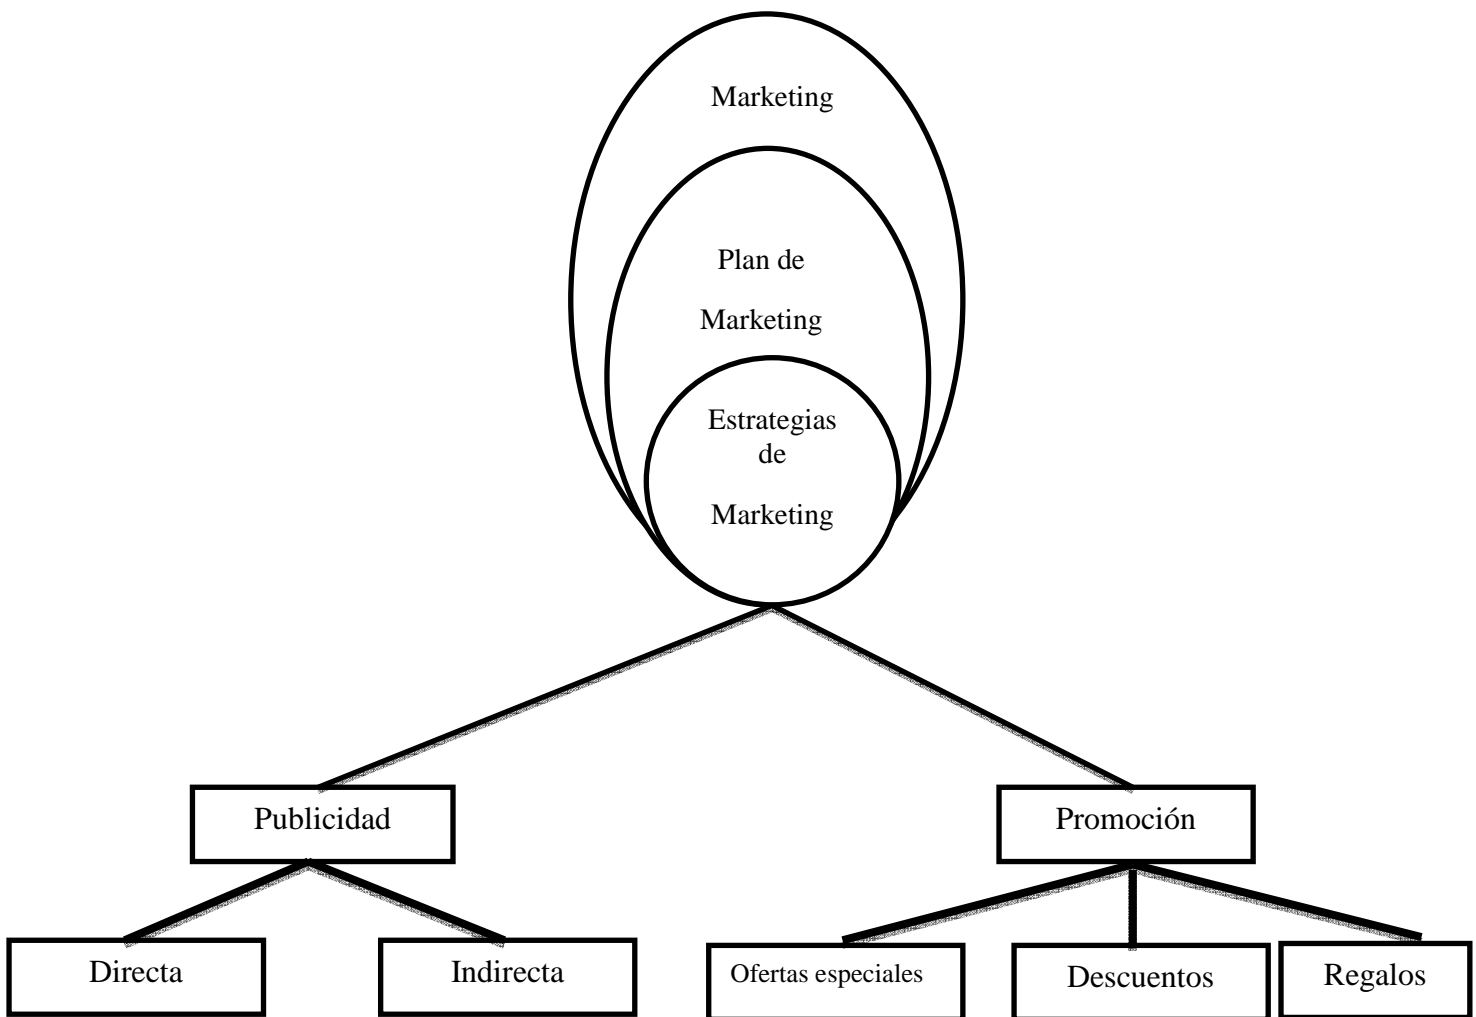 Marketing
Plan de
Marketing
Estrategias
de
Marketing
Publicidad
Promoción
Directa
Indirecta
Ofertas especiales
Descuentos
Regalos